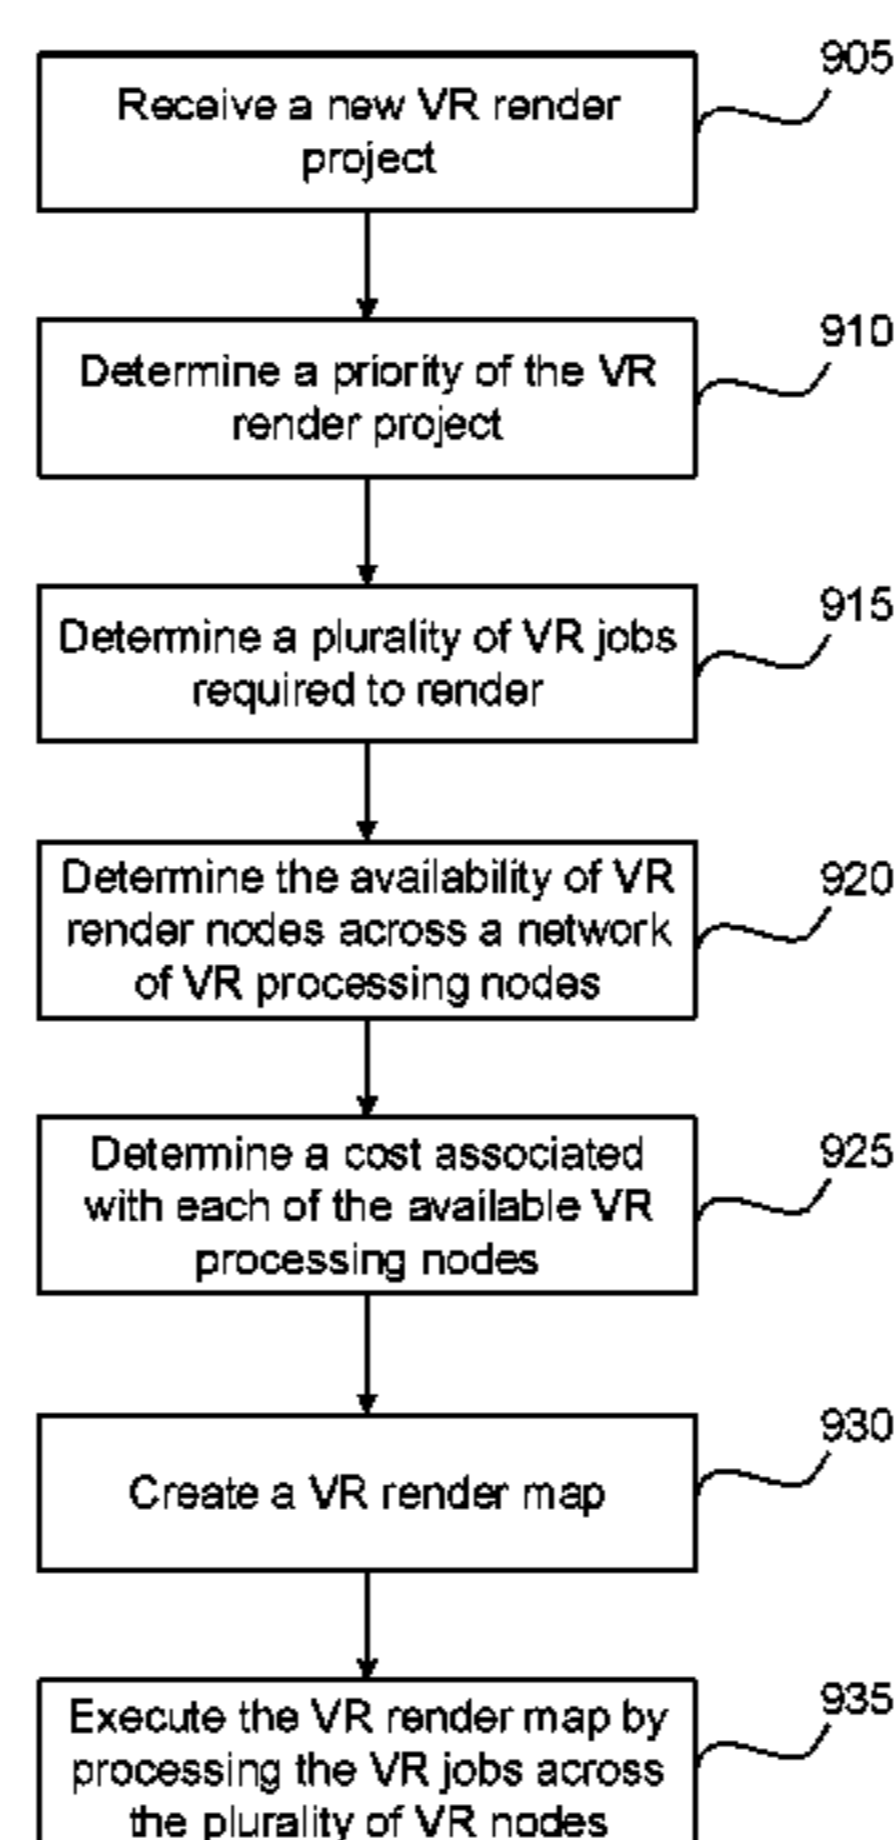 905
Receive a new VR render
project
910
Determine a priority of the VR
render project
915
Determine a plurality of VR jobs
required to render
920
Determine the availability of VR
render nodes across a network
of VR processing nodes
925
Determine a cost associated
with each of the available VR
processing nodes
930
Create a VR render map
935
Execute the VR render map by
processing the VR jobs across
the plurality of VR nodes